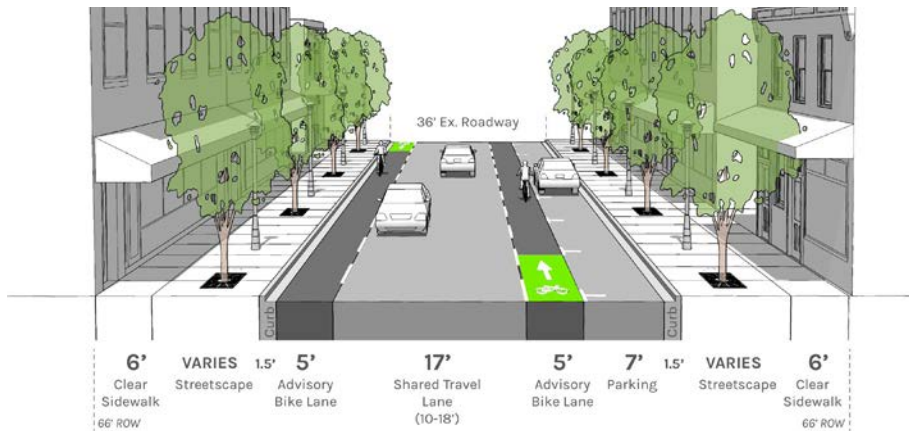 36' Ex. Roadway
Curb
Curb
6'
Clear
Sidewalk
66' ROW
VARIES
Streetscape
1.5'
5'
Advisory
Bike Lane
17'
Shared Travel
Lane
(10-18')
5'
Advisory
Bike Lane
7'
Parking
1.5'
VARIES
Streetscape
6'
Clear
Sidewalk
66' ROW